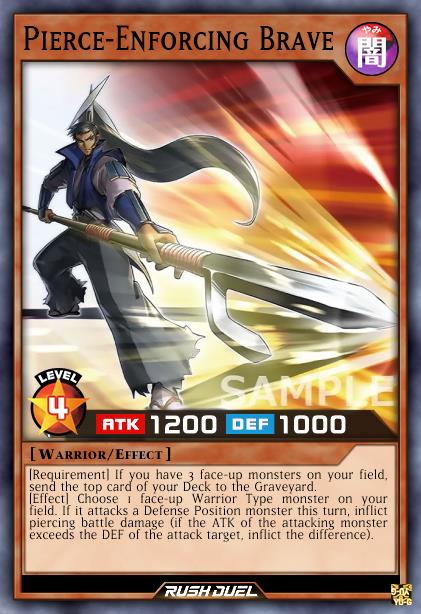 PIERCE-ENFORCING BRAVE
やみ
闇
SAMPLE
LEVEL
4
ATK 1200 DEF 1000
[WARRIOR/EFFECT]
[Requirement] If you have 3 face-up monsters on your field,
send the top card of your Deck to the Graveyard.
[Effect] Choose 1 face-up Warrior Type monster on your
field. If it attacks a Defense Position monster this turn, inflict
piercing battle damage (if the ATK of the attacking monster
exceeds the DEF of the attack target, inflict the difference).
RUSH DUEL